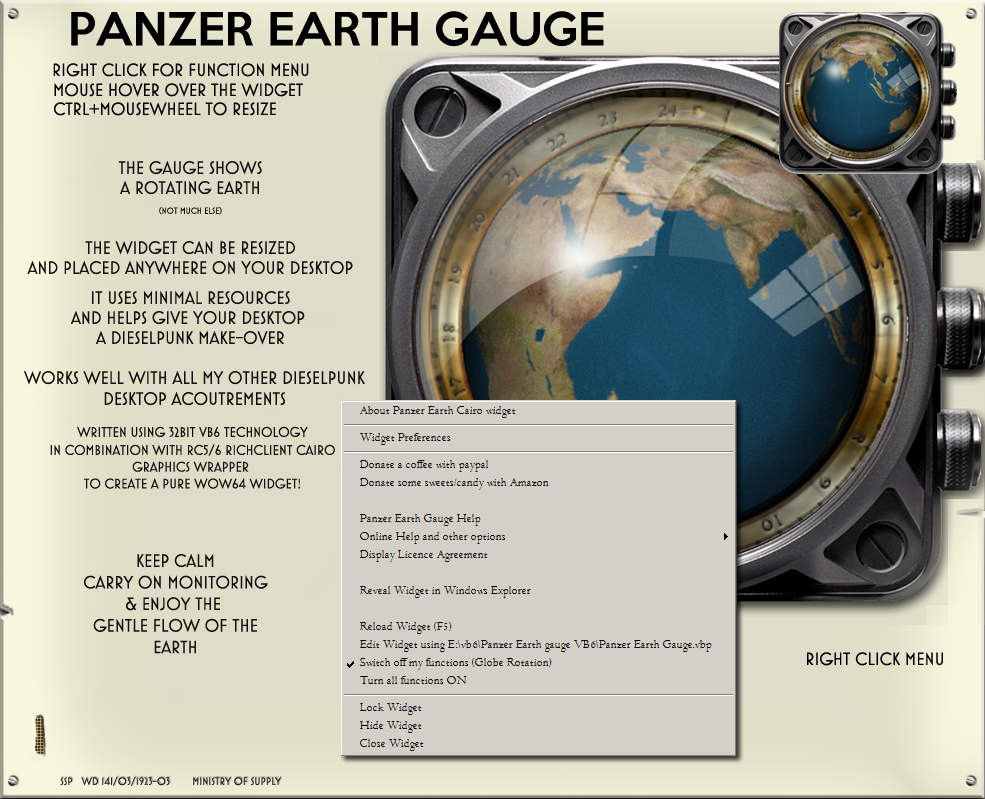 PANZER EARTH GAUGE
RIGHT CLICK FOR FUNCTION MENU
MOUSE HOVER OVER THE WIDGET
CTRL+MOUSEWHEEL TO RESIZE
THE GAUGE SHOWS
A ROTATING EARTH
(NOT MUCH ELSE)
THE WIDGET CAN BE RESIZED
AND PLACED ANYWHERE ON YOUR DESKTOP
IT USES MINIMAL RESOURCES
AND HELPS GIVE YOUR DESKTOP
A DIESELPUNK MAKE-OVER
WORKS WELL WITH ALL MY OTHER DIESELPUNK
DESKTOP ACOUTREMENTS
WRITTEN USING 32BIT VB6 TECHNOLOGY
IN COMBINATION WITH RC5/6 RICHCLIENT CAIRO
GRAPHICS WRAPPER
TO CREATE A PURE WOW64 WIDGET!
KEEP CALM
CARRY ON MONITORING
& ENJOY THE
GENTLE FLOW OF THE
EARTH
17
18
19
20
21
22
23
24
1
4
5
6
7
10
About Panzer Earth Cairo widget
Widget Preferences
Donate a coffee with paypal
Donate some sweets/candy with Amazon
Panzer Earth Gauge Help
Online Help and other options
Display Licence Agreement
Reveal Widget in Windows Explorer
Reload Widget (F5)
Edit Widget using E:\vb6\Panzer Earth gauge VB6\Panzer Earth Gauge.vbp
Switch off my functions (Globe Rotation)
Turn all functions ON
Lock Widget
Hide Widget
Close Widget
RIGHT CLICK MENU
SSP WD 141/03/1923-03 MINISTRY OF SUPPLY